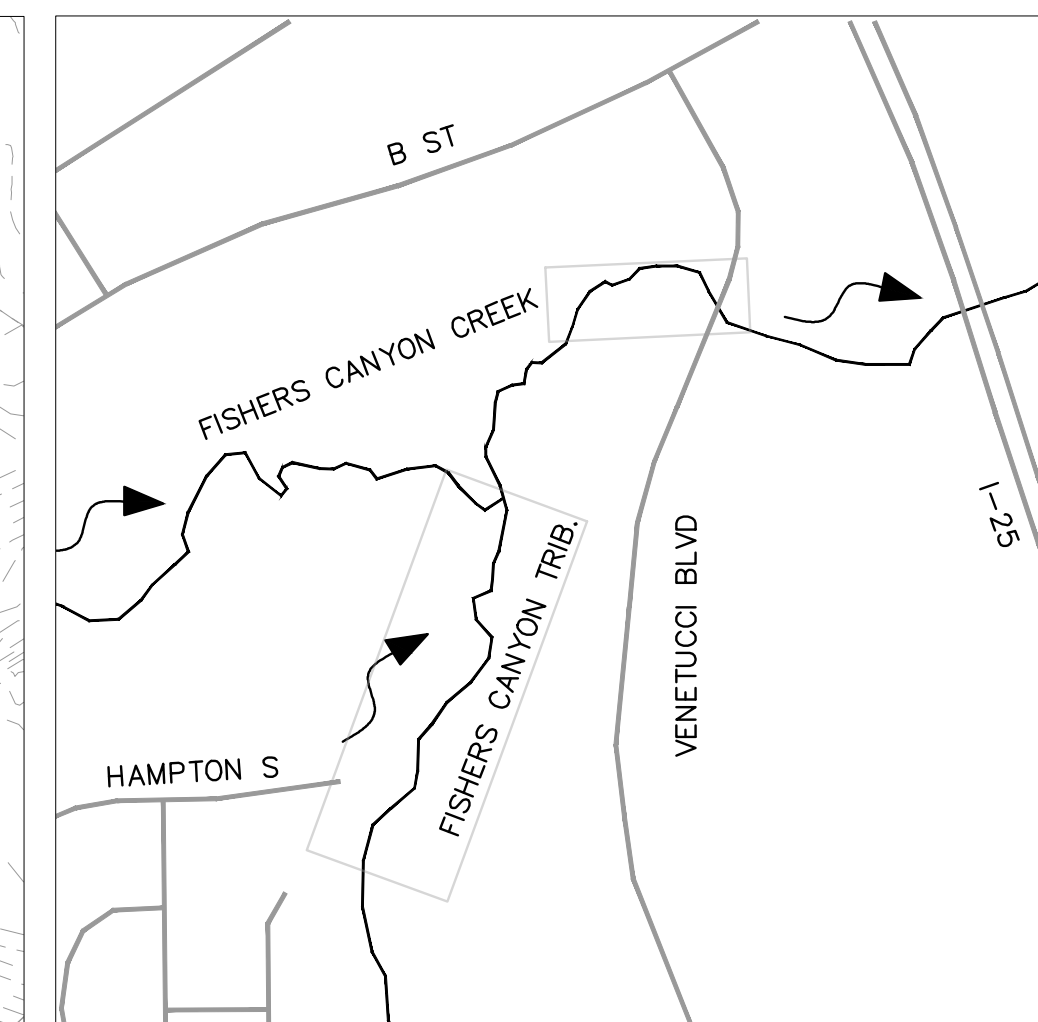 B ST
FISHERS CANYON CREEK
I-25
FISHERS CANYON TRIB.
VENETUCCI BLVD
HAMPTON S